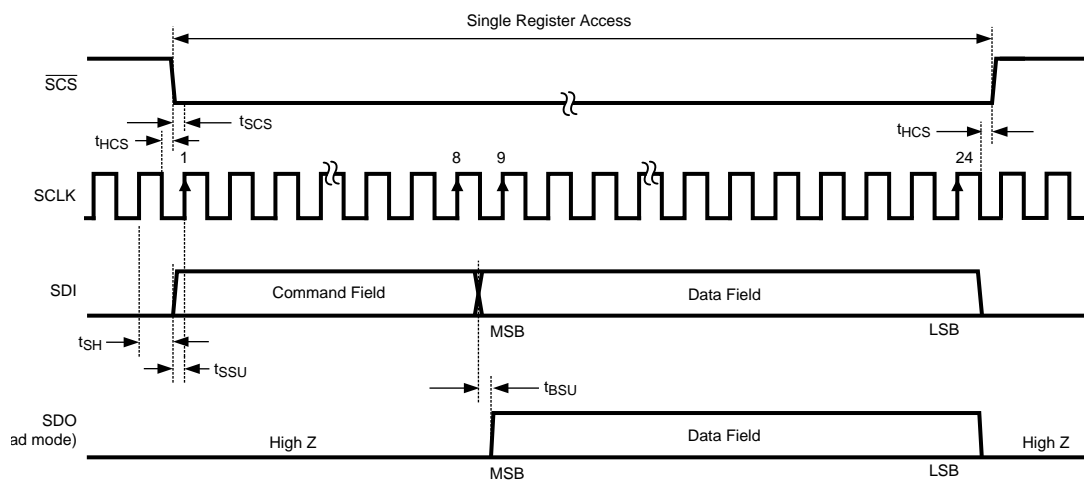 Single Register Access
SCS
tSCS
tHCS
tHCS
1
8
9
24
SCLK
SDI
Command Field
Data Field
MSB
LSB
tSH
tSSU
tBSU
SDO
ad mode)
High Z
Data Field
High Z
MSB
LSB